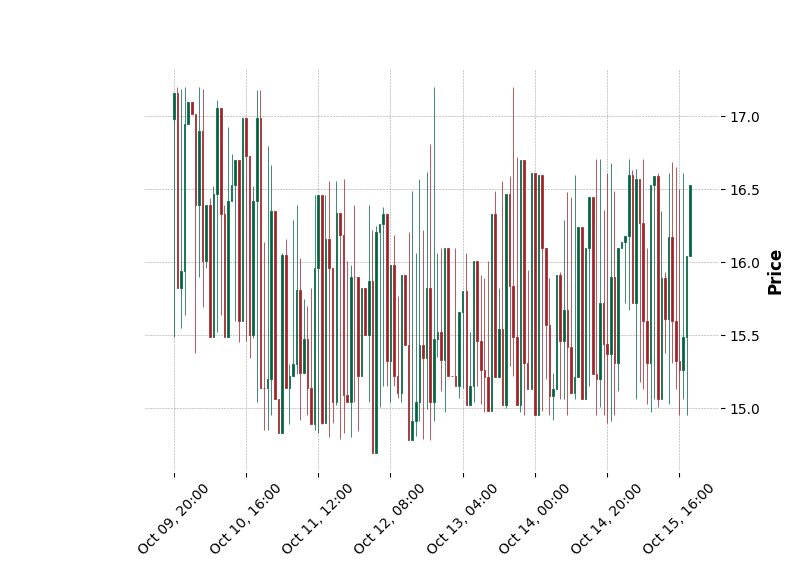 17.0
16.5
16.0
15.5
15.0
Price
Oct 09, 20:00
Oct 10, 16:00
Oct 11, 12:00
Oct 12, 08:00
Oct 13, 04:00
Oct 14, 00:00
Oct 14, 20:00
Oct 15, 16:00